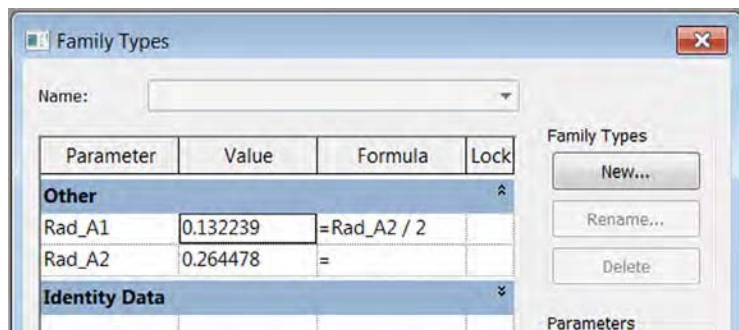 Family Types
Name:
Parameter Value Formula Lock
Other
Rad_A1 0.132239 =Rad_A2 / 2
Rad_A2 0.264478 =
Identity Data
Family Types
New...
Rename...
Delete
Parameters